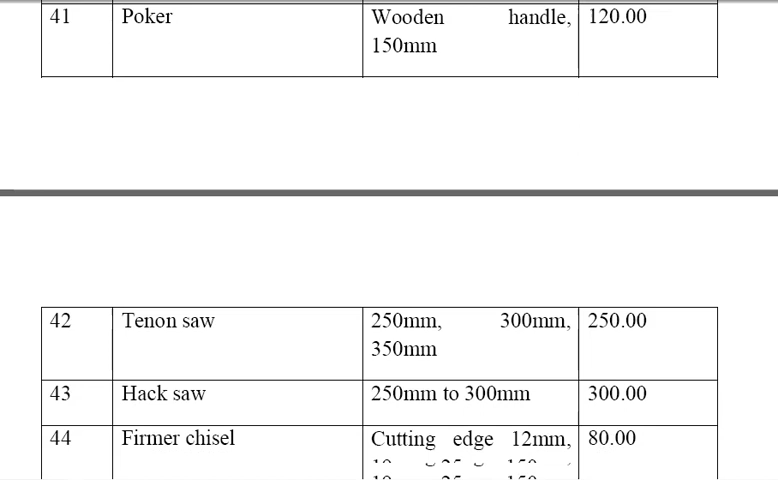 41 Poker Wooden handle, 120.00
150mm
42 Tenon saw 250mm, 300mm, 250.00
350mm
43 Hack saw 250mm to 300mm 300.00
44 Firmer chisel Cutting edge 12mm, 80.00